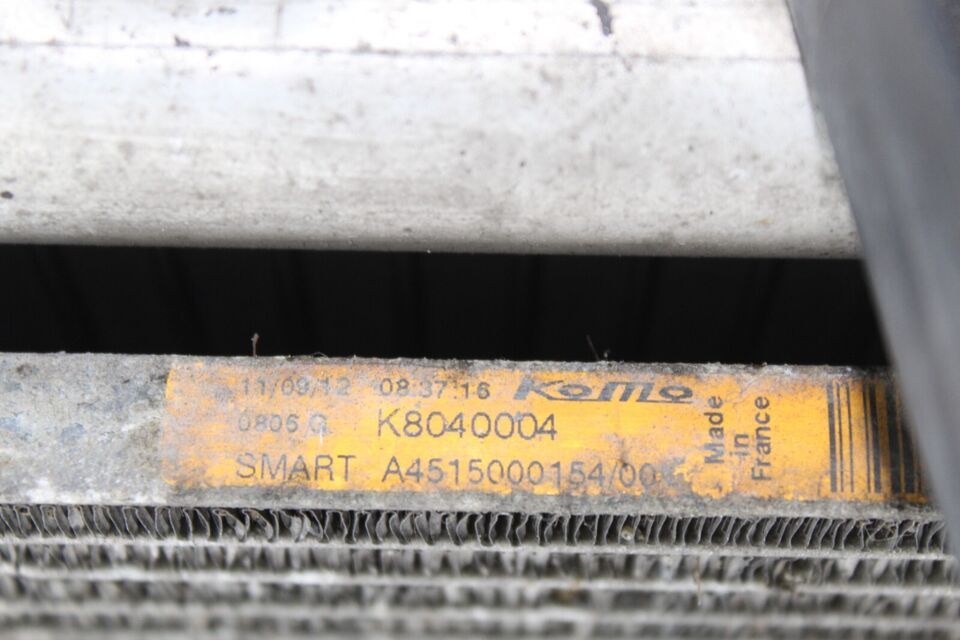 11/09/12 08:37:16 KoMo
0806 G K8040004
SMART A4515000154/00
Made
in
France